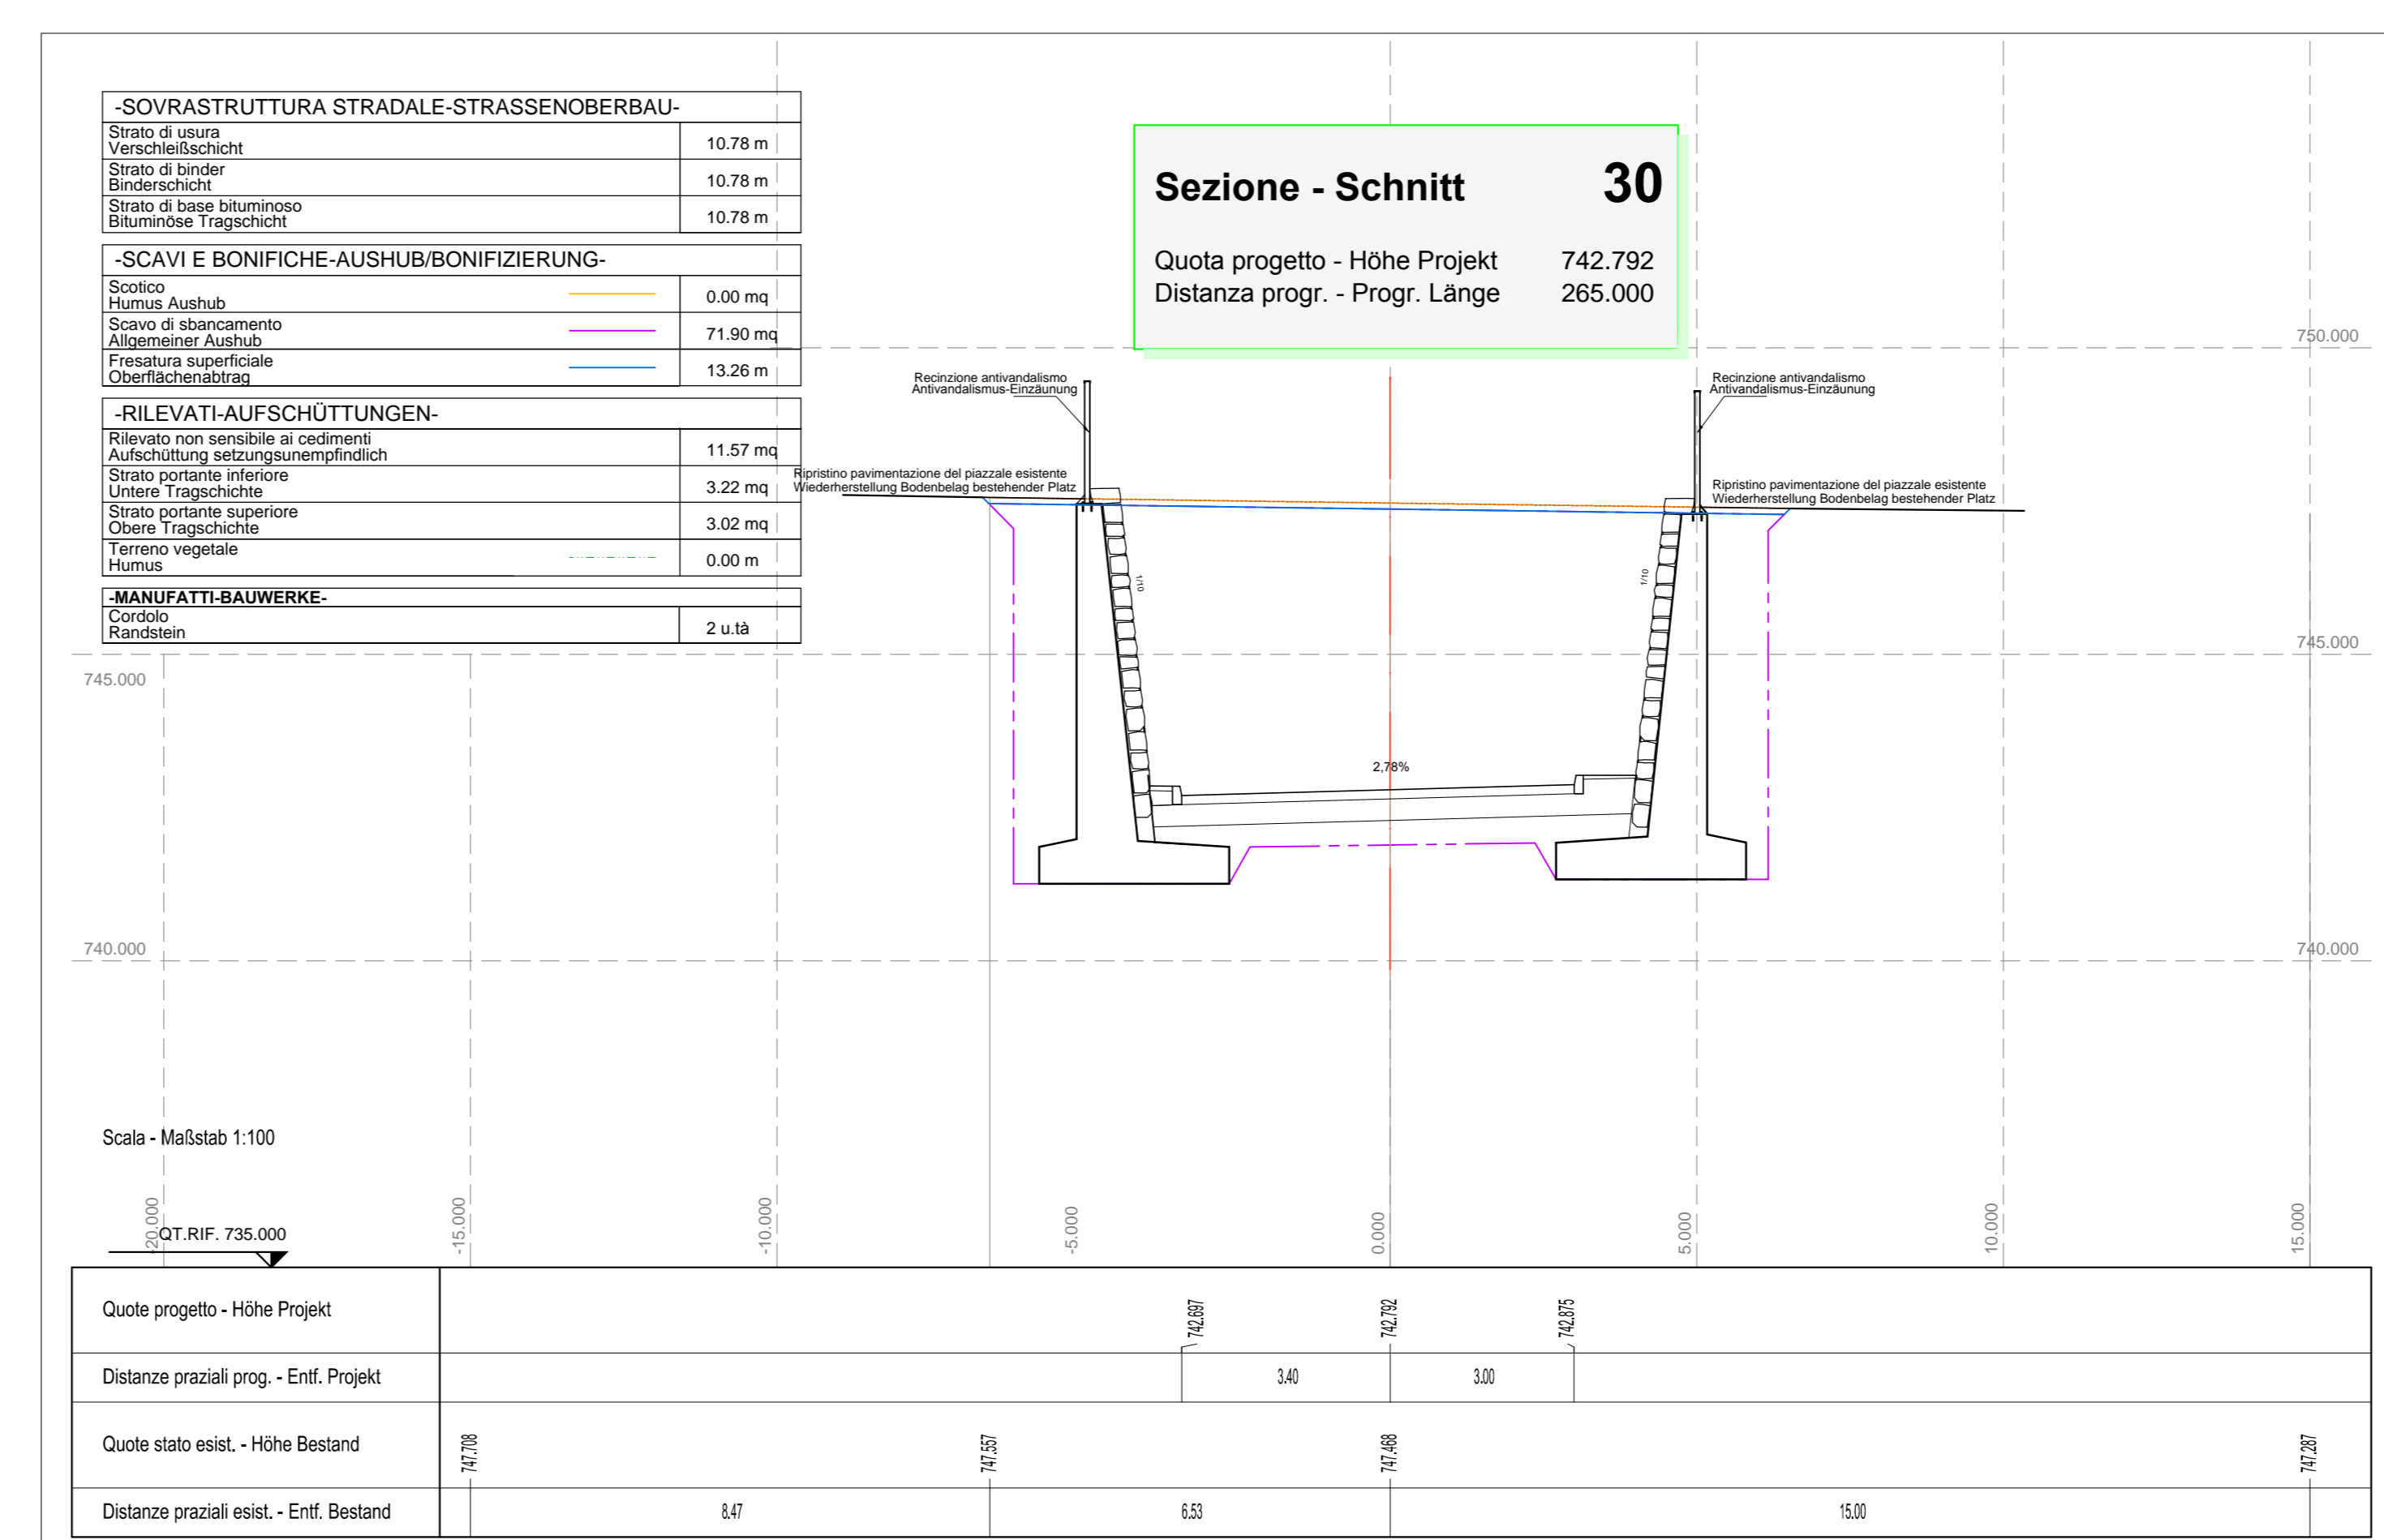 -SOVRASTRUTTURA STRADALE-STRASSENOBERBAU-
Strato di usura
Verschleißschicht
10.78 m
Strato di binder
Binderschicht
10.78 m
Strato di base bituminoso
Bituminöse Tragschicht
10.78 m
-SCAVI E BONIFICHE-AUSHUB/BONIFIZIERUNG-
Scotico
Humus Aushub
0.00 mq
Scavo di sbancamento
Allgemeiner Aushub
71.90 mq
Fresatura superficiale
Oberflächenabtrag
13.26 m
-RILEVATI-AUFSCHÜTTUNGEN-
Rilevato non sensibile ai cedimenti
Aufschüttung setzungsunempfindlich
11.57 mq
Strato portante inferiore
Untere Tragschichte
3.22 mq
Strato portante superiore
Obere Tragschichte
3.02 mq
Terreno vegetale
Humus
0.00 m
-MANUFATTI-BAUWERKE-
Cordolo
Randstein
2 u.tà
Sezione - Schnitt 30
Quota progetto - Höhe Projekt 742.792
Distanza progr. - Progr. Länge 265.000
750.000
Recinzione antivandalismo
Antivandalismus-Einzäunung
Recinzione antivandalismo
Antivandalismus-Einzäunung
Ripristino pavimentazione del piazzale esistente
Wiederherstellung Bodenbelag bestehender Platz
Ripristino pavimentazione del piazzale esistente
Wiederherstellung Bodenbelag bestehender Platz
1/10
1/10
745.000
745.000
2,78%
740.000
740.000
Scala - Maßstab 1:100
QT.RIF. 735.000
-20.000
-15.000
-10.000
-5.000
0.000
5.000
10.000
15.000
Quote progetto - Höhe Projekt
742.697
742.792
742.875
Distanze praziali prog. - Entf. Projekt
3.40
3.00
Quote stato esist. - Höhe Bestand
747.708
747.557
747.468
747.287
Distanze praziali esist. - Entf. Bestand
8.47
6.53
15.00